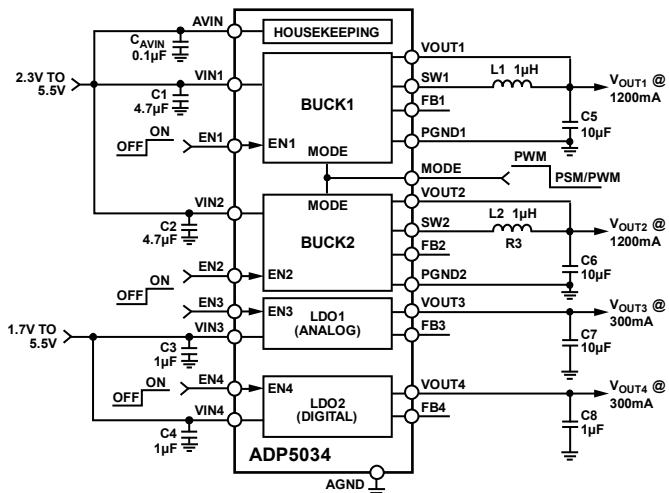 AVIN
HOUSEKEEPING
CAVIN
0.1µF
VOUT1
2.3V TO
5.5V
VIN1
SW1
L1 1µH
VOUT1 @
1200mA
C1
4.7µF
BUCK1
FB1
C5
10µF
ON
OFF
EN1
EN1
PGND1
MODE
MODE
PWM
PSM/PWM
MODE
VOUT2
VIN2
SW2
L2 1µH
VOUT2 @
1200mA
C2
4.7µF
BUCK2
FB2
R3
C6
10µF
ON
OFF
EN2
EN2
PGND2
EN3
EN3
LDO1
(ANALOG)
VOUT3
VOUT3 @
300mA
1.7V TO
5.5V
VIN3
FB3
C3
1µF
C7
10µF
ON
OFF
EN4
EN4
LDO2
(DIGITAL)
VOUT4
VOUT4 @
300mA
VIN4
FB4
C4
1µF
C8
1µF
ADP5034
AGND